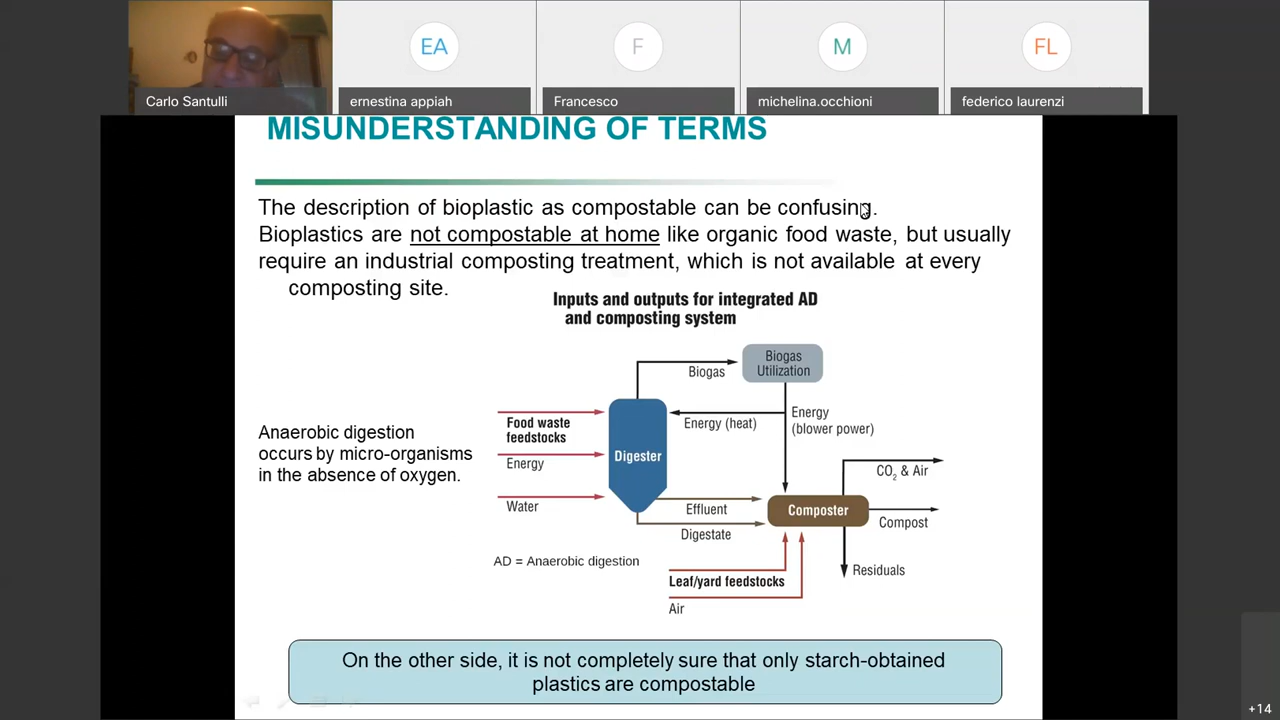 EA
F
M
FL
Carlo Santulli
ernestina appiah
Francesco
michelina.occhioni
federico laurenzi
MISUNDERSTANDING OF TERMS
The description of bioplastic as compostable can be confusing.
Bioplastics are not compostable at home like organic food waste, but usually
require an industrial composting treatment, which is not available at every
composting site.
Inputs and outputs for integrated AD
and composting system
Biogas
Utilization
Biogas
Food waste
feedstocks
Energy (heat)
Energy
(blower power)
Anaerobic digestion
occurs by micro-organisms
in the absence of oxygen.
Digester
Energy
CO2 & Air
Water
Effluent
Composter
Compost
Digestate
AD = Anaerobic digestion
Residuals
Leaf/yard feedstocks
Air
On the other side, it is not completely sure that only starch-obtained
plastics are compostable
+14